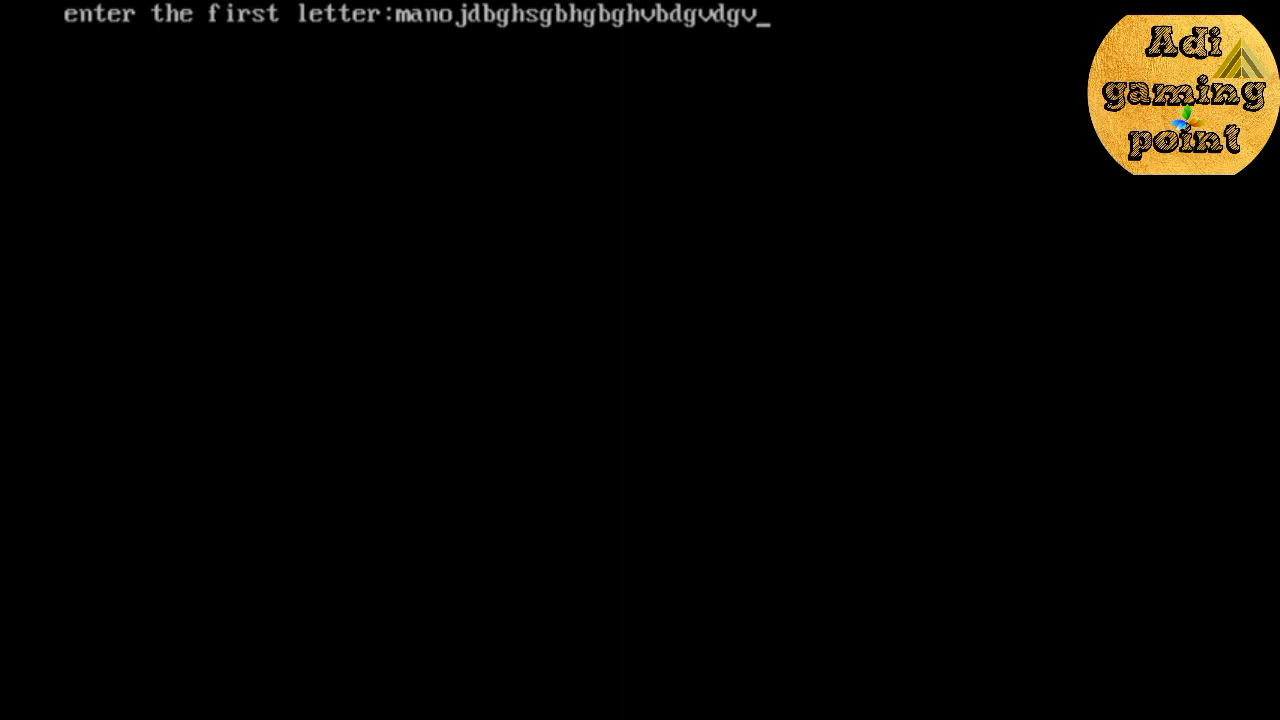 enter the first letter:manojdbghsgbhgbghvbdgvdgv_
Adi
gaming
point